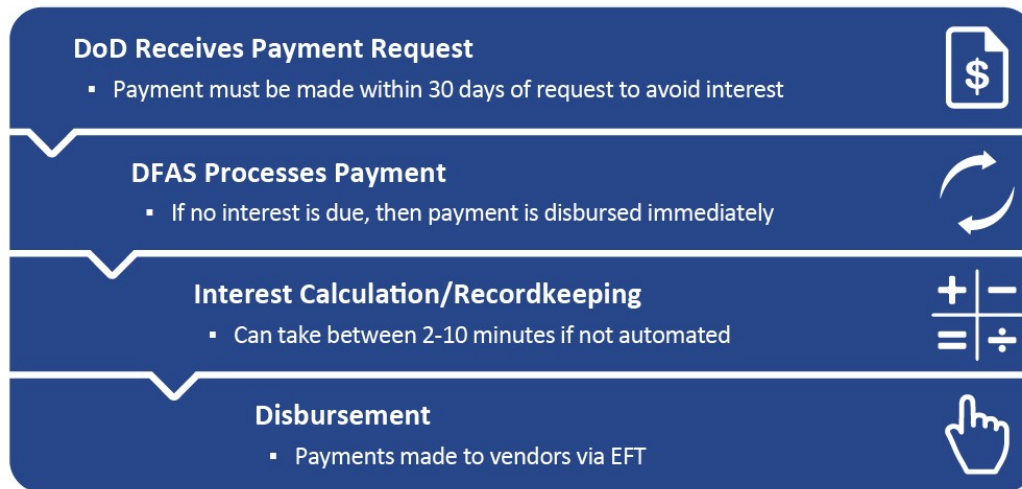 DoD Receives Payment Request
▪ Payment must be made within 30 days of request to avoid interest
$
DFAS Processes Payment
▪ If no interest is due, then payment is disbursed immediately
Interest Calculation/Recordkeeping
▪ Can take between 2-10 minutes if not automated
+ −
= ÷
Disbursement
▪ Payments made to vendors via EFT